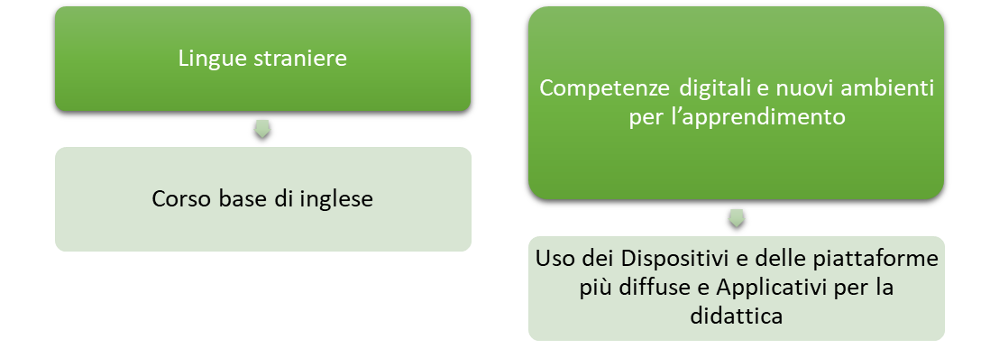 Lingue straniere
Corso base di inglese
Competenze digitali e nuovi ambienti
per l’apprendimento
Uso dei Dispositivi e delle piattaforme
più diffuse e Applicativi per la
didattica